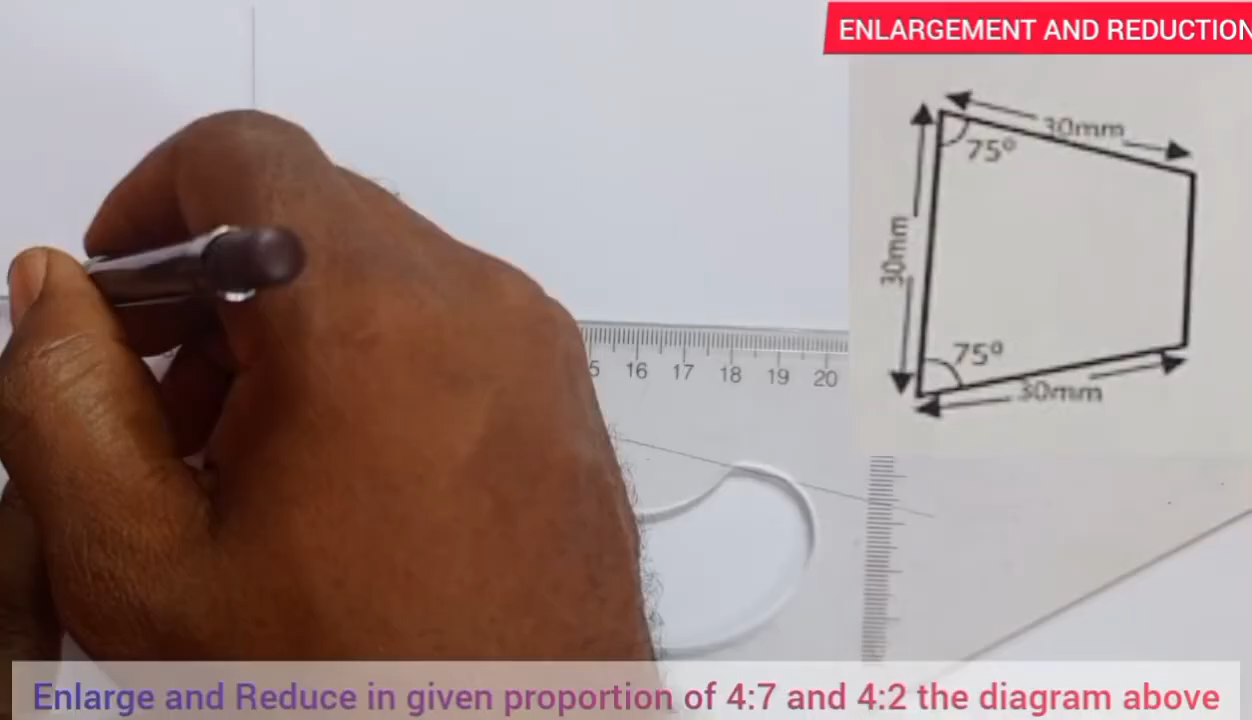 ENLARGEMENT AND REDUCTION
30mm
75°
30mm
75°
30mm
5 16 17 18 19 20
Enlarge and Reduce in given proportion of 4:7 and 4:2 the diagram above